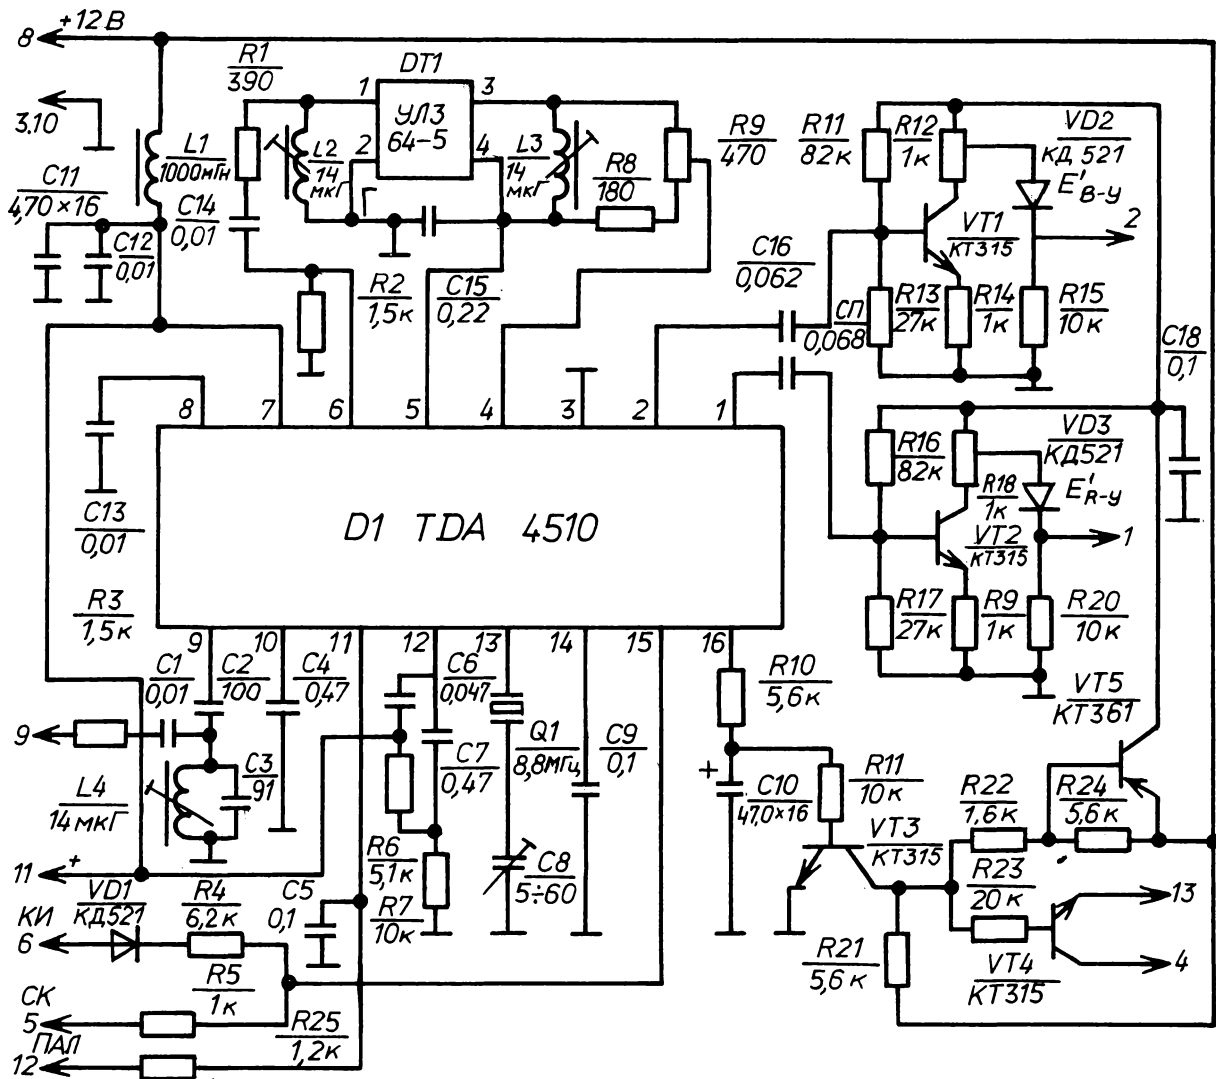 8 +12В
3.10
R1
390
DT1
1
УЛЗ
64-5
3
2
4
L1
1000мГн
L2
14
мкГ
L3
14
мкГ
R8
180
R9
470
R11
82к
R12
1к
VD2
КД 521
E'B-y
2
C11
4,70×16
C12
0,01
C14
0,01
R2
1,5к
C15
0,22
C16
0,062
СП
0,068
VT1
КТ315
R13
27к
R14
1к
R15
10к
C18
0,1
8
7
6
5
4
3
2
1
C13
0,01
D1 TDA 4510
R16
82к
R18
1к
VD3
КД521
E'R-y
1
VT2
КТ315
R17
27к
R9
1к
R20
10к
R3
1,5к
9
10
11
12
13
14
15
16
C1
0,01
C2
100
C4
0,47
C6
0,047
R10
5,6к
VT5
КТ361
9
C3
91
L4
14мкГ
C7
0,47
Q1
8,8МГц
C9
0,1
+
C10
47,0×16
R11
10к
VT3
КТ315
R22
1,6к
R24
5,6к
11 +
VD1
КД521
R4
6,2к
C5
0,1
R6
5,1к
R7
10к
C8
5÷60
R23
20к
13
КИ
6
R5
1к
R21
5,6к
VT4
КТ315
4
СК
5
ПАЛ
12
R25
1,2к